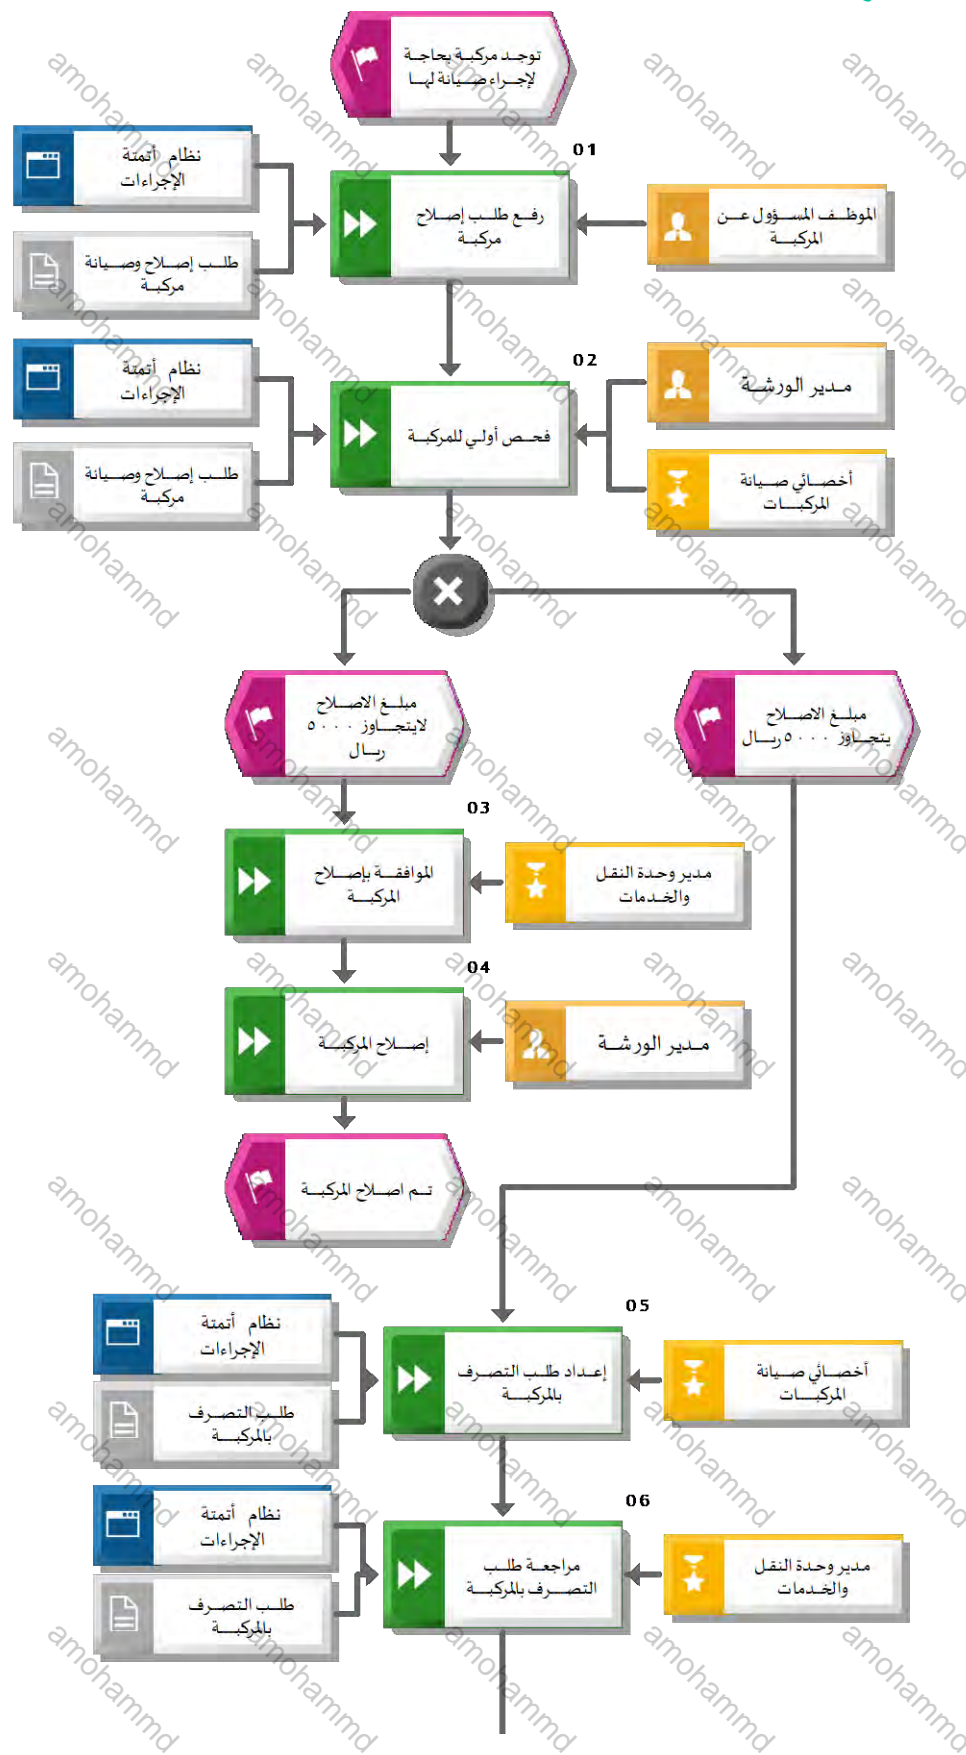 توجد مركبة بحاجة
لإجراء صيانة لها
01
نظام أتمتة
الإجراءات
رفع طلب إصلاح
مركبة
الموظف المسؤول عن
المركبة
طلب إصلاح وصيانة
مركبة
02
نظام أتمتة
الإجراءات
مدير الورشة
فحص أولي للمركبة
طلب إصلاح وصيانة
مركبة
أخصائي صيانة
المركبات
مبلغ الاصلاح
يتجاوز ٥٠٠٠ ريال
مبلغ الاصلاح
لايتجاوز ٥٠٠٠
ريال
03
الموافقة بإصلاح
المركبة
مدير وحدة النقل
والخدمات
04
إصلاح المركبة
مدير الورشة
تم اصلاح المركبة
05
نظام أتمتة
الإجراءات
إعداد طلب التصرف
بالمركبة
أخصائي صيانة
المركبات
طلب التصرف
بالمركبة
06
نظام أتمتة
الإجراءات
مراجعة طلب
التصرف بالمركبة
مدير وحدة النقل
والخدمات
طلب التصرف
بالمركبة
amohammd